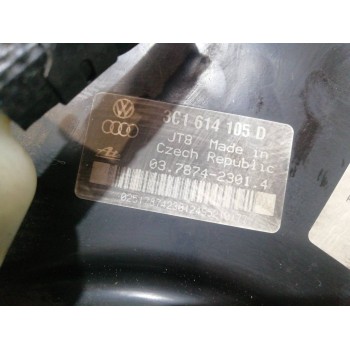 3C1 614 105 D
JT8 Made in
Czech Republic
03.7874-2301.4